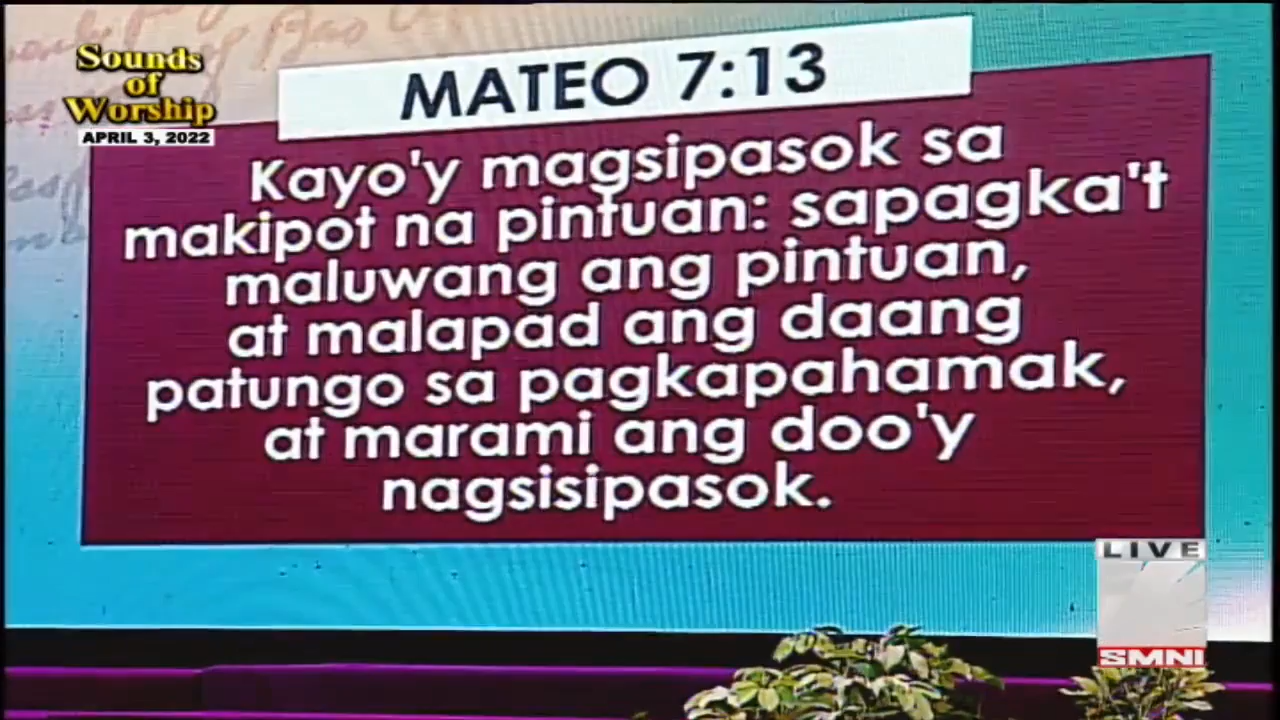 Sounds
of
Worship
APRIL 3, 2022
MATEO 7:13
Kayo'y magsipasok sa
makipot na pintuan: sapagka't
maluwang ang pintuan,
at malapad ang daang
patungo sa pagkapahamak,
at marami ang doo'y
nagsisipasok.
LIVE
SMNI